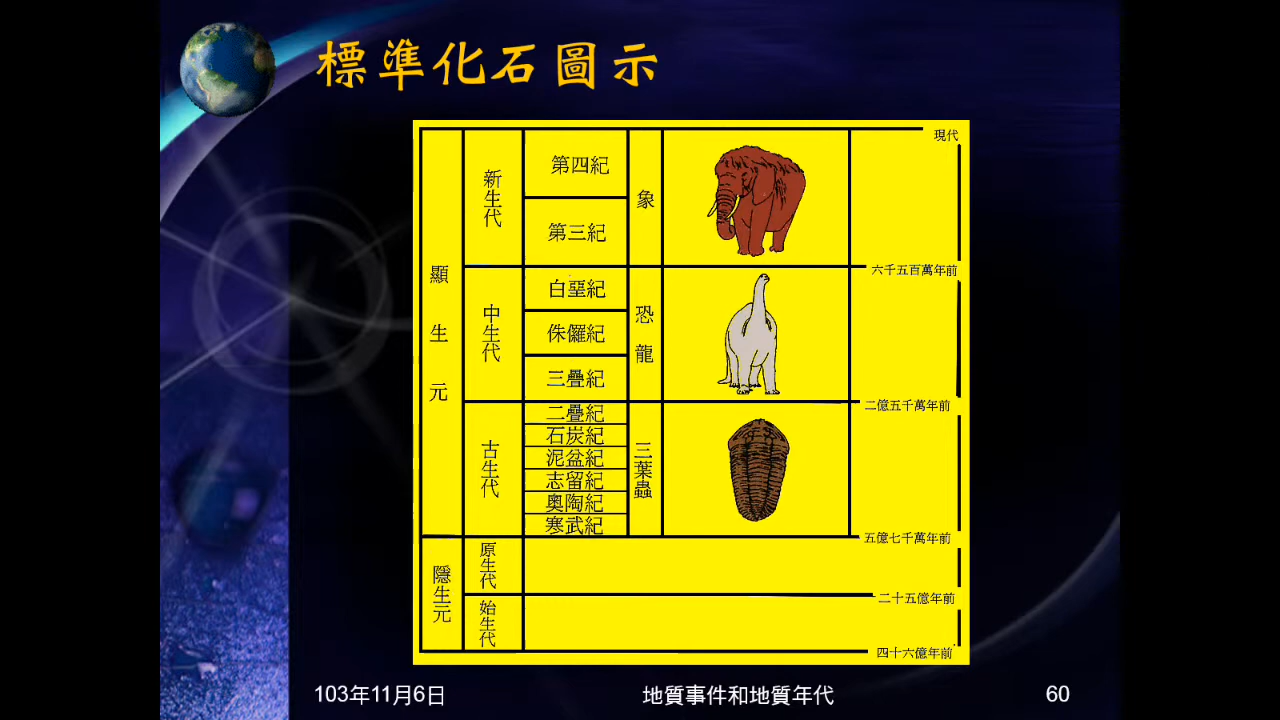 標準化石圖示
現代
顯生元
新生代
第四紀
第三紀
象
六千五百萬年前
中生代
白堊紀
侏儸紀
三疊紀
恐龍
二億五千萬年前
古生代
二疊紀
石炭紀
泥盆紀
志留紀
奧陶紀
寒武紀
三葉蟲
五億七千萬年前
隱生元
原生代
二十五億年前
始生代
四十六億年前
103年11月6日
地質事件和地質年代
60